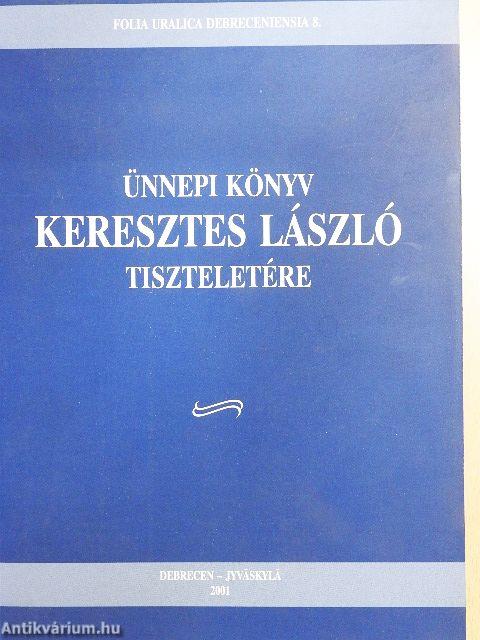 FOLIA URALICA DEBRECENIENSIA 8.
ÜNNEPI KÖNYV
KERESZTES LÁSZLÓ
TISZTELETÉRE
DEBRECEN – JYVÄSKYLÄ
2001
Antikvárium.hu